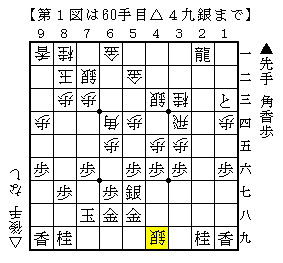 【第1図は60手目△4九銀まで】
9 8 7 6 5 4 3 2 1
香 桂 金 龍 一
玉 銀 金 二
歩 歩 銀 桂 と 三
歩 角 歩 飛 歩 四
歩 歩 歩 五
歩 歩 歩 歩 歩 歩 六
歩 歩 銀 七
玉 金 金 八
香 桂 銀 桂 香 九
▲先手 角香歩
△後手 なし